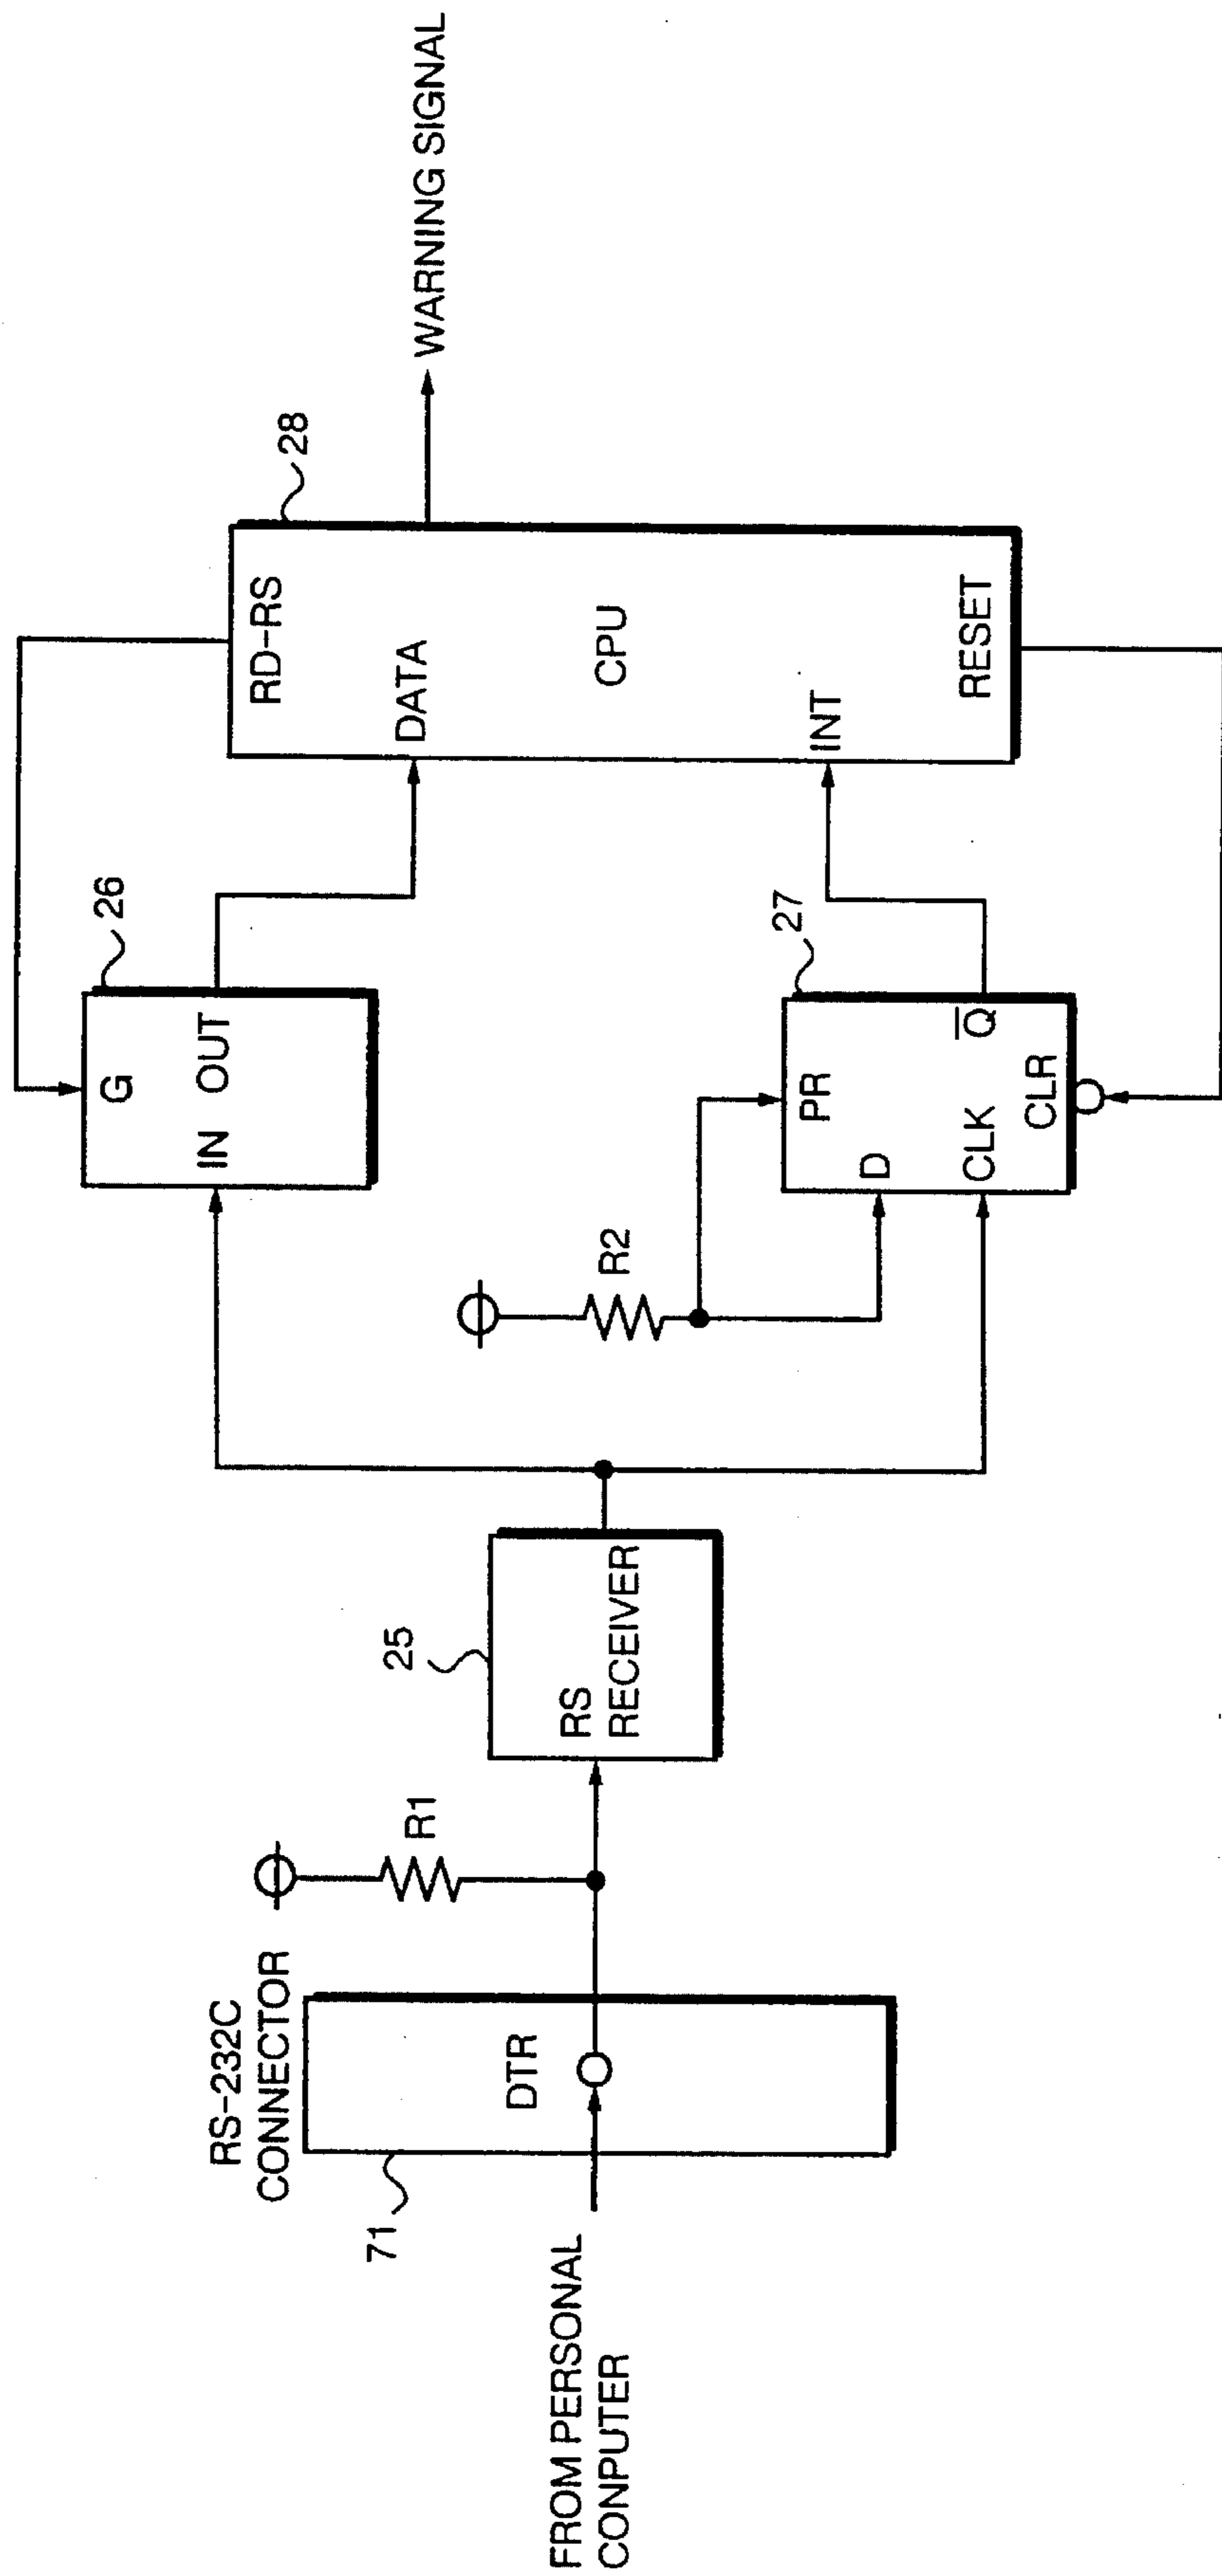 FROM PERSONAL
CONPUTER
71
RS-232C
CONNECTOR
DTR
R1
25
RS
RECEIVER
R2
26
G
IN OUT
27
PR
D
Q
CLK
CLR
28
RD-RS
DATA
CPU
INT
RESET
WARNING SIGNAL